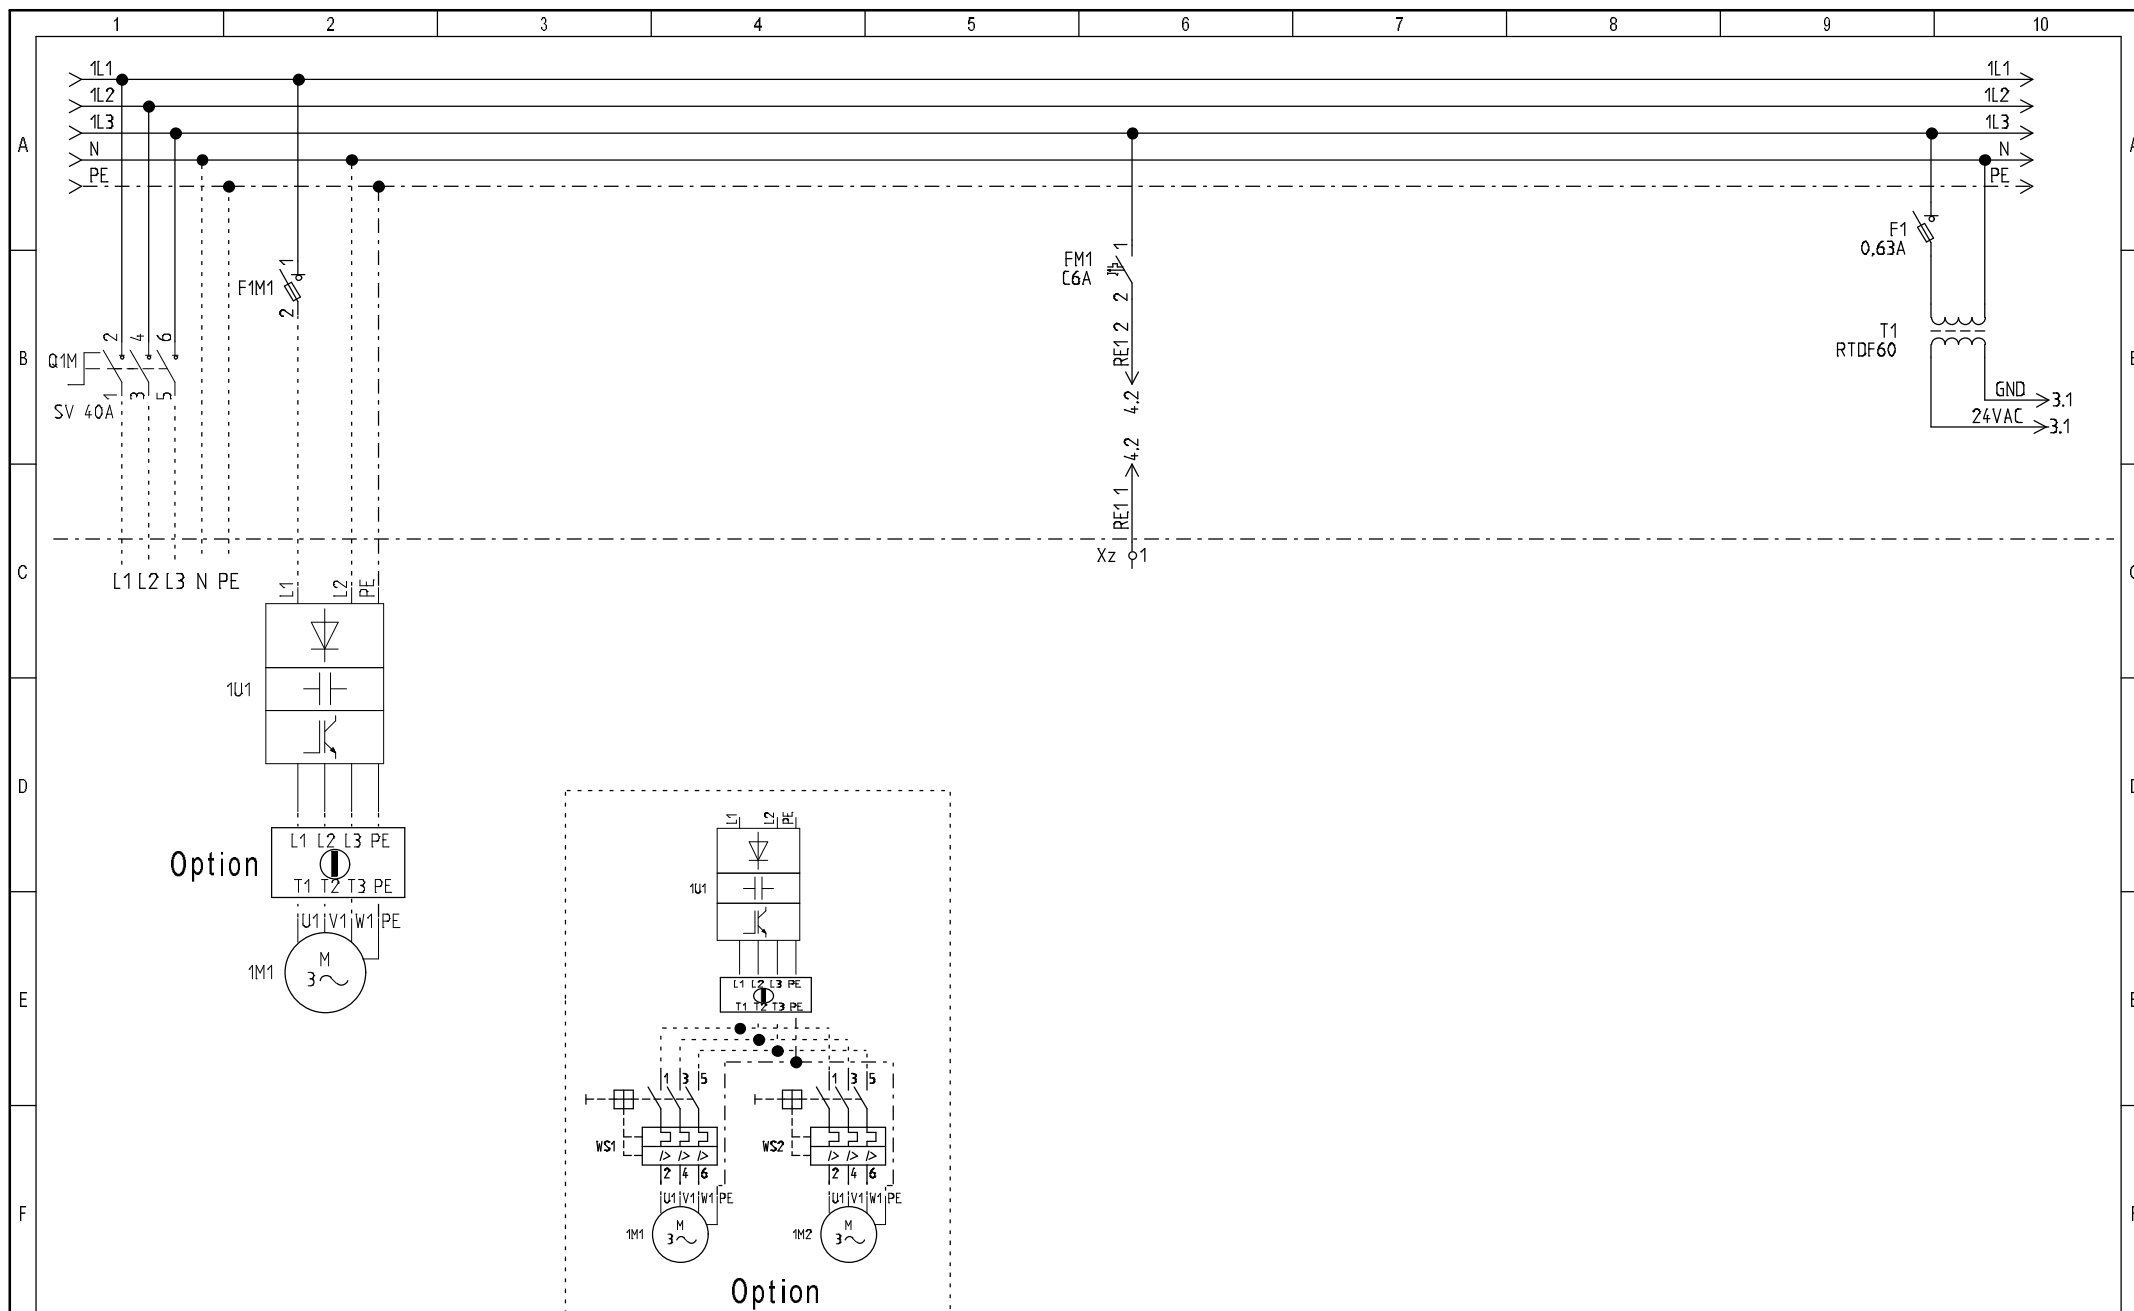 1 2 3 4 5 6 7 8 9 10
1L1 1L1
1L2 1L2
1L3 1L3
A N N A
PE PE
F1
0,63A
FM1 1
C6A
2
F1M1 1
2
RE1 2
4.2
Q1M 2 4 6
1 3 5
SV 40A
B
T1
RTDF60
GND 3.1
24VAC 3.1
4.2
RE1 1
Xz 1
C
L1 L2 L3 N PE
L1 L2 PE
1U1
D
L1 L2 L3 PE
Option
T1 T2 T3 PE
U1 V1 W1 PE
1M1 M
3
E
L1 L2 PE
1U1
L1 L2 L3 PE
T1 T2 T3 PE
1 3 5 1 3 5
WS1 WS2
2 4 6 2 4 6
U1 V1 W1 PE U1 V1 W1 PE
F
1M1 M 1M2 M
3 3
Option